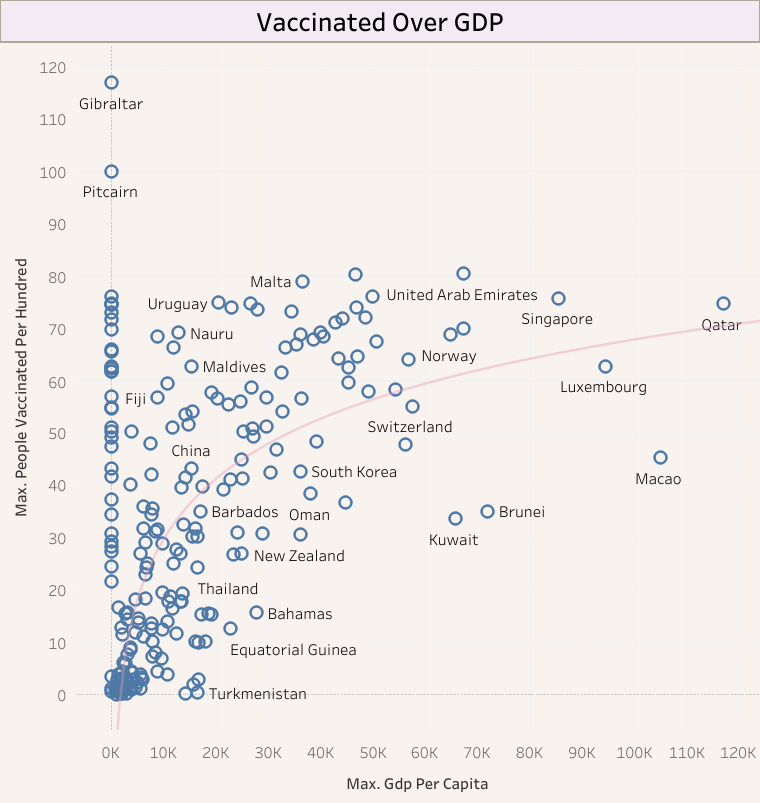 Vaccinated Over GDP
120
Gibraltar
110
100
Pitcairn
90
80
Malta
United Arab Emirates
Uruguay
Singapore
Qatar
70
Nauru
Norway
Maldives
Luxembourg
60
Fiji
Switzerland
50
China
South Korea
Macao
40
Barbados
Oman
Brunei
Kuwait
30
New Zealand
20
Thailand
Bahamas
10
Equatorial Guinea
0
Turkmenistan
Max. People Vaccinated Per Hundred
0K 10K 20K 30K 40K 50K 60K 70K 80K 90K 100K 110K 120K
Max. Gdp Per Capita